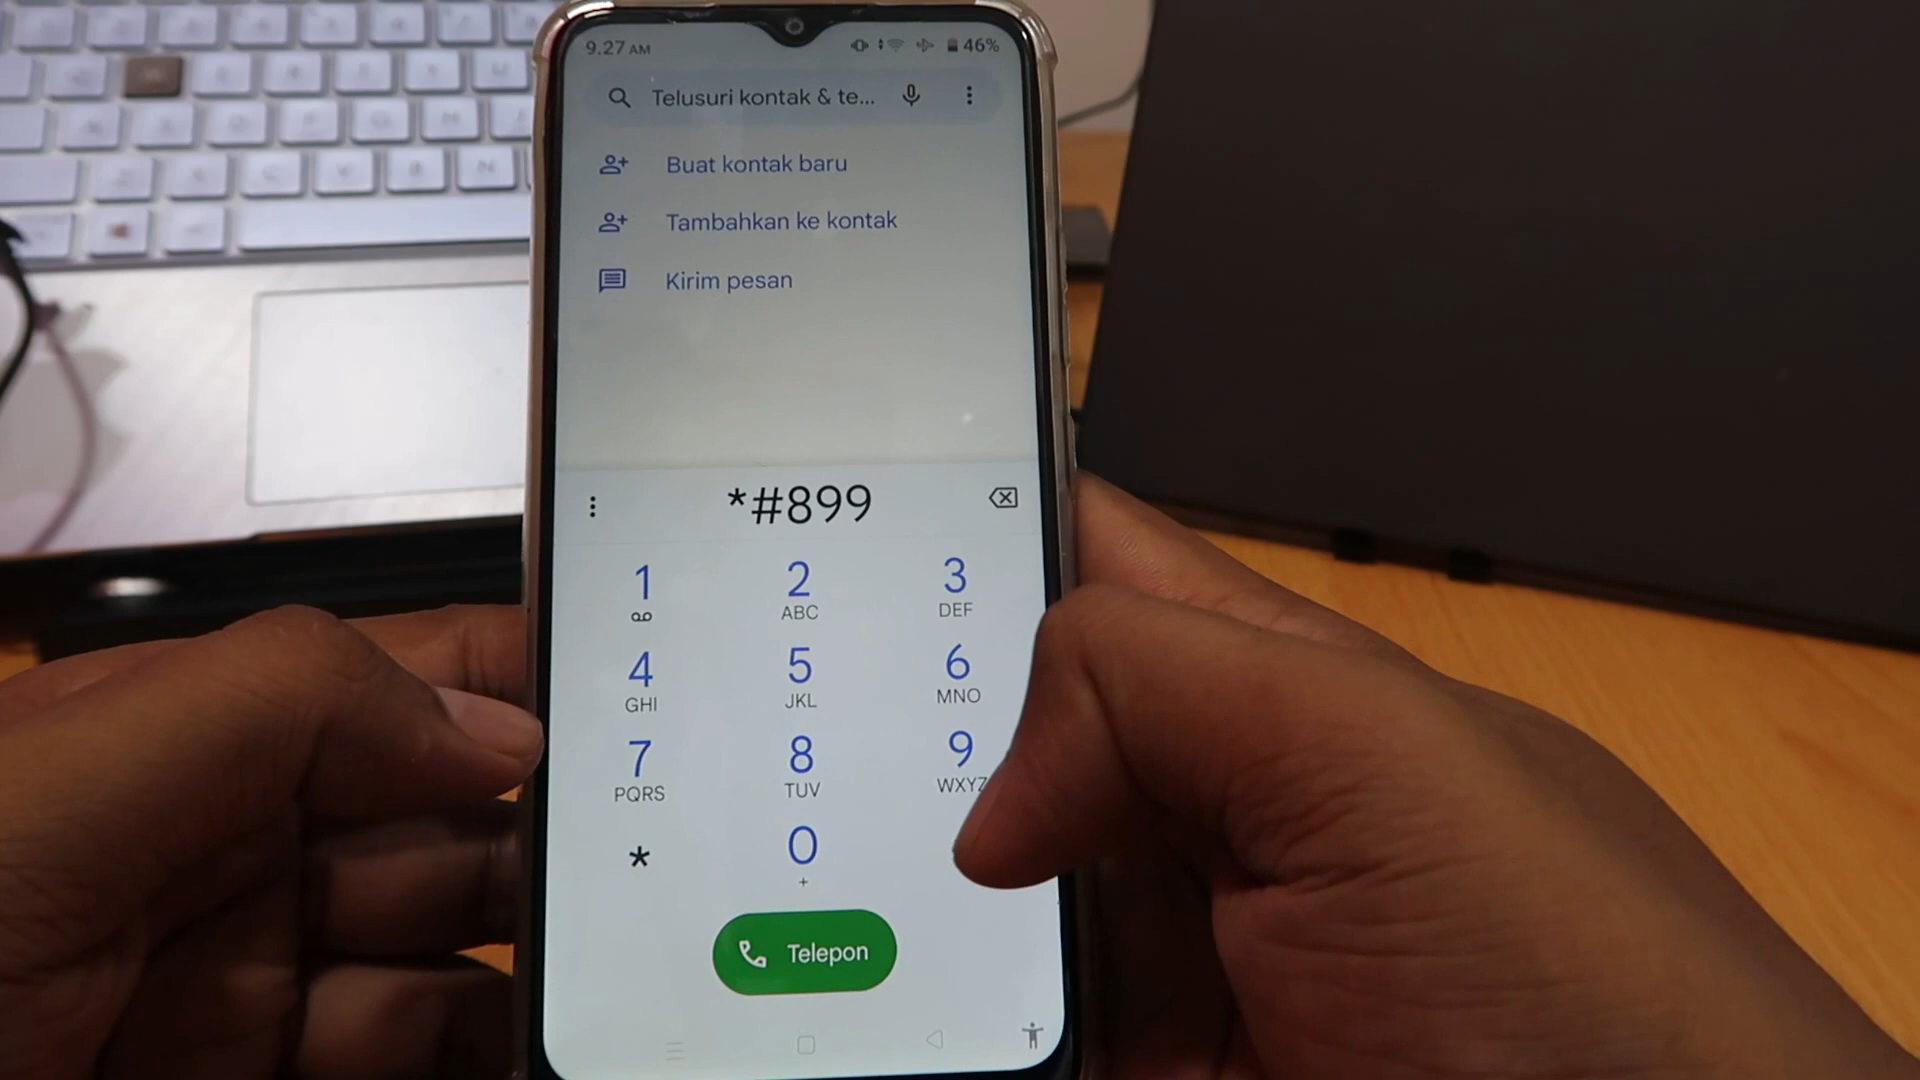 9.27 AM
46%
Telusuri kontak & te...
Buat kontak baru
Tambahkan ke kontak
Kirim pesan
*#899
1
2 ABC
3 DEF
4 GHI
5 JKL
6 MNO
7 PQRS
8 TUV
9 WXYZ
*
0 +
Telepon